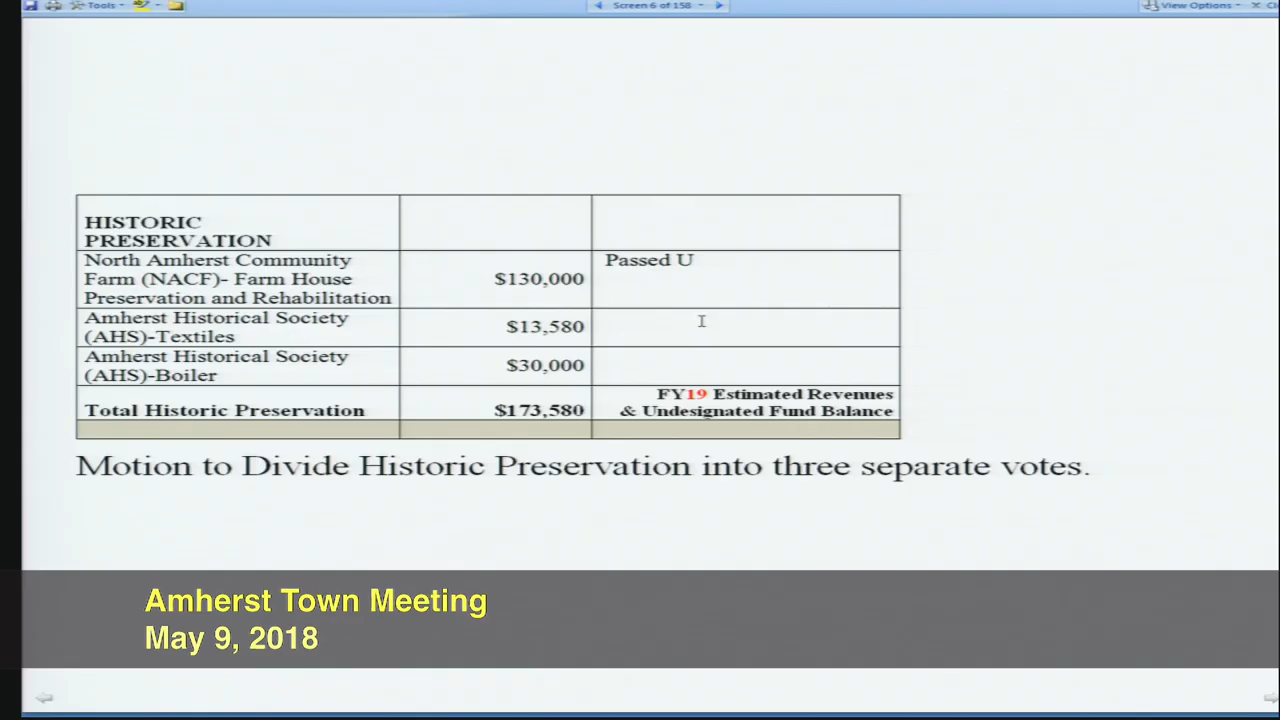 Tools
Screen 6 of 158
View Options
HISTORIC
PRESERVATION
North Amherst Community
Farm (NACF)- Farm House
Preservation and Rehabilitation
$130,000
Passed U
Amherst Historical Society
(AHS)-Textiles
$13,580
Amherst Historical Society
(AHS)-Boiler
$30,000
Total Historic Preservation
$173,580
FY19 Estimated Revenues
& Undesignated Fund Balance
Motion to Divide Historic Preservation into three separate votes.
Amherst Town Meeting
May 9, 2018